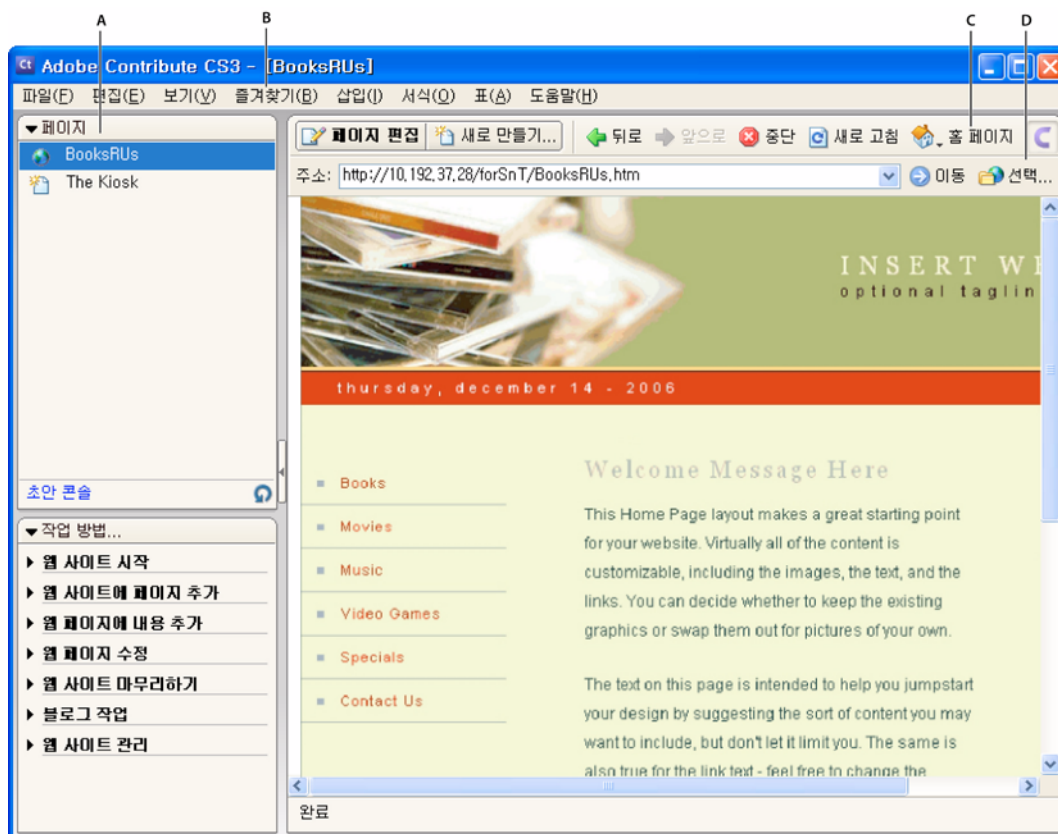 A B C D
Ct Adobe Contribute CS3 - [BooksRUs]
파일(F) 편집(E) 보기(V) 즐겨찾기(B) 삽입(I) 서식(O) 표(A) 도움말(H)
페이지
BooksRUs
The Kiosk
초안 콘솔
작업 방법...
웹 사이트 시작
웹 사이트에 페이지 추가
웹 페이지에 내용 추가
웹 페이지 수정
웹 사이트 마무리하기
블로그 작업
웹 사이트 관리
페이지 편집 새로 만들기... 뒤로 앞으로 중단 새로 고침 홈 페이지
주소: http://10.192.37.28/forSnT/BooksRUs.htm 이동 선택...
INSERT WE
optional taglin
thursday, december 14 - 2006
Books
Movies
Music
Video Games
Specials
Contact Us
Welcome Message Here
This Home Page layout makes a great starting point
for your website. Virtually all of the content is
customizable, including the images, the text, and the
links. You can decide whether to keep the existing
graphics or swap them out for pictures of your own.
The text on this page is intended to help you jumpstart
your design by suggesting the sort of content you may
want to include, but don't let it limit you. The same is
also true for the link text - feel free to change the
완료